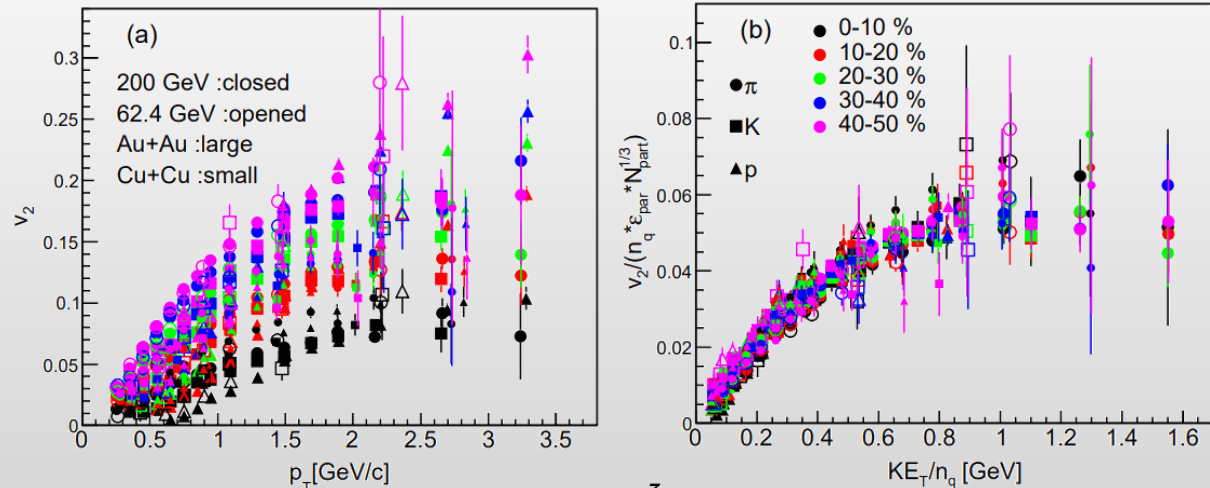 (a)
200 GeV :closed
62.4 GeV :opened
Au+Au :large
Cu+Cu :small
v2
0.3
0.25
0.2
0.15
0.1
0.05
0
0 0.5 1 1.5 2 2.5 3 3.5
pT[GeV/c]
(b)
0-10 %
10-20 %
20-30 %
30-40 %
40-50 %
π
K
p
v2/(nq*εpar*Npart^1/3)
0.1
0.08
0.06
0.04
0.02
0
0 0.2 0.4 0.6 0.8 1 1.2 1.4 1.6
KET/nq [GeV]